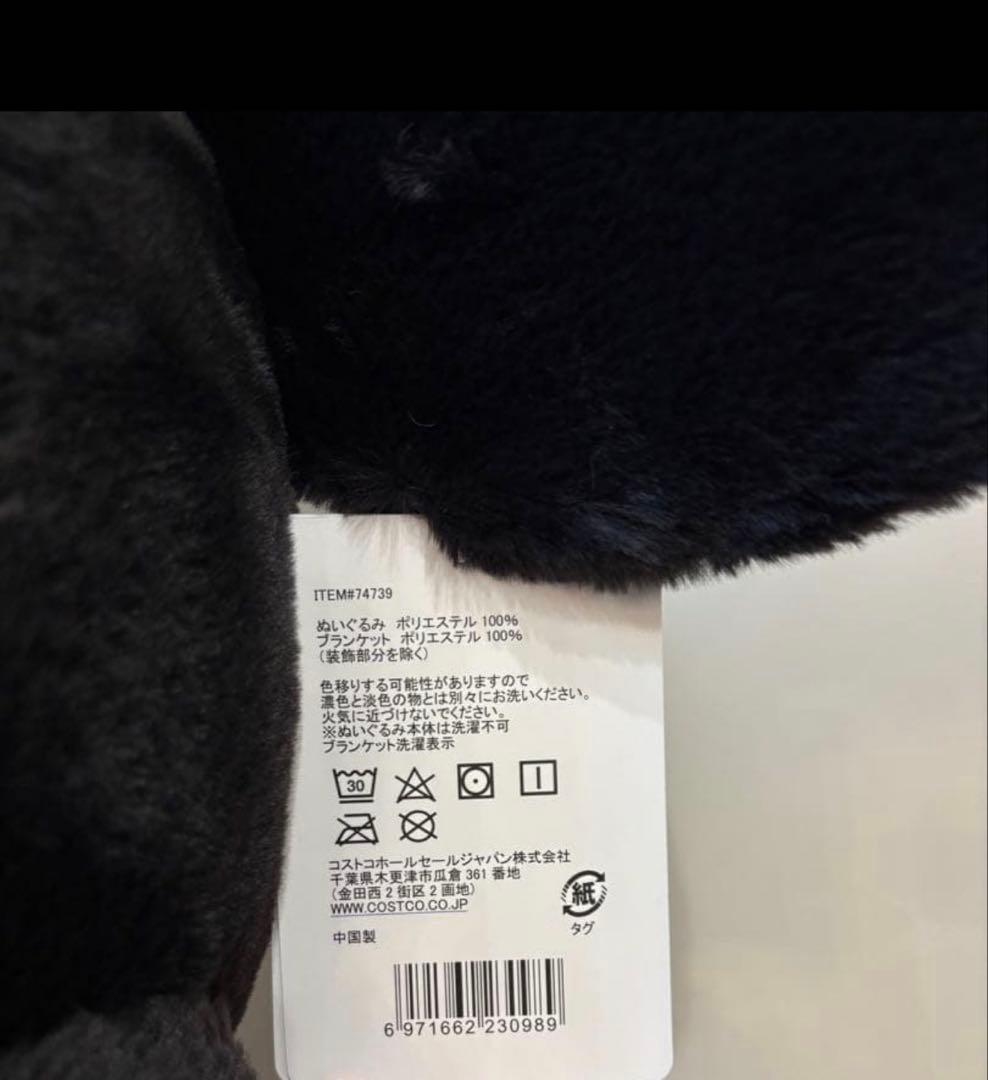 ITEM#74739
ぬいぐるみ ポリエステル 100%
ブランケット ポリエステル 100%
（装飾部分を除く）
色移りする可能性がありますので
濃色と淡色の物とは別々にお洗いください。
火気に近づけないでください。
※ぬいぐるみ本体は洗濯不可
ブランケット洗濯表示
30
コストコホールセールジャパン株式会社
千葉県木更津市瓜倉 361 番地
（金田西 2 街区 2 画地）
WWW.COSTCO.CO.JP
紙
タグ
中国製
6 971662 230989